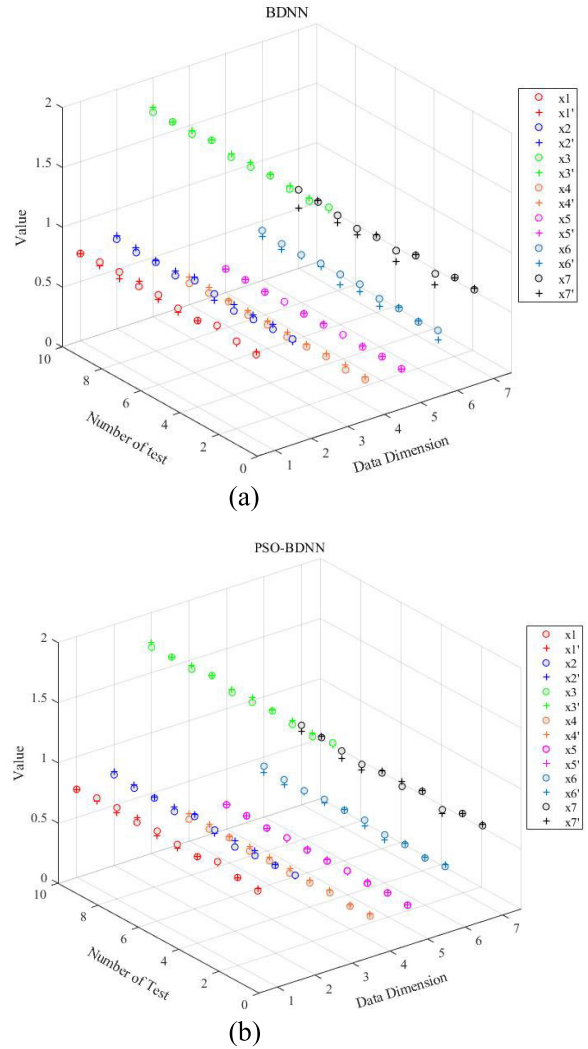 BDNN
2
1.5
1
0.5
0
Value
10
8
6
4
2
0
Number of test
1
2
3
4
5
6
7
Data Dimension
x1
x1'
x2
x2'
x3
x3'
x4
x4'
x5
x5'
x6
x6'
x7
x7'
(a)
PSO-BDNN
2
1.5
1
0.5
0
Value
10
8
6
4
2
0
Number of Test
1
2
3
4
5
6
7
Data Dimension
x1
x1'
x2
x2'
x3
x3'
x4
x4'
x5
x5'
x6
x6'
x7
x7'
(b)